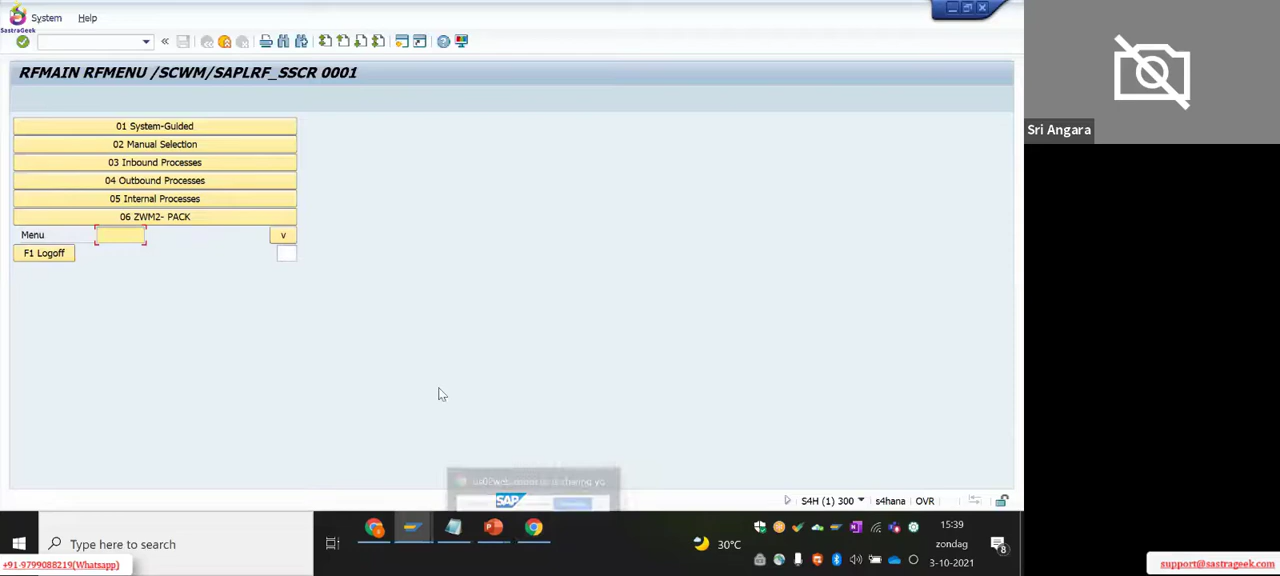 System Help
SastraGeek
RFMAIN RFMENU /SCWM/SAPLRF_SSCR 0001
01 System-Guided
02 Manual Selection
03 Inbound Processes
04 Outbound Processes
05 Internal Processes
06 ZWM2- PACK
Menu
v
F1 Logoff
Sri Angara
SAP
S4H (1) 300
s4hana
OVR
Type here to search
30°C
15:39
zondag
3-10-2021
8
+91-9799088219(Whatsapp)
support@sastrageek.com